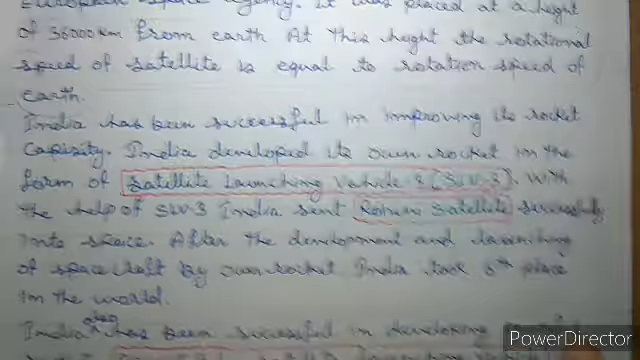 European space agency. It was placed at a height
of 36000 km from earth At this height the rotational
speed of satellite is equal to rotation speed of
earth.
India has been successful in improving its rocket
Capicity. India developed its own rocket in the
form of Satellite Launching Vehicle 3 (SLV-3). With
the help of SLV-3 India sent Rohini Satellite successfully
into space. After the development and launching
of spacecraft by own rocket India took 6th place
in the world.
India also has been successful in developing
PowerDirector